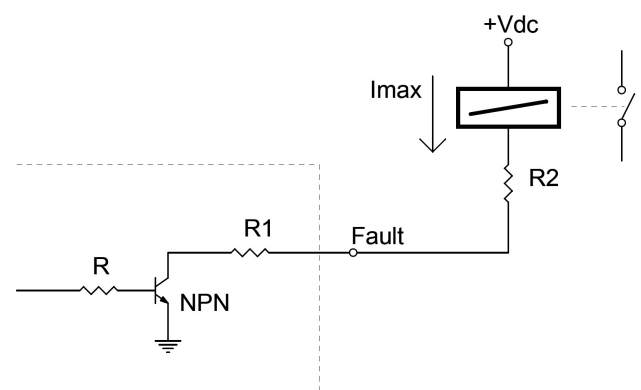 +Vdc
Imax
R2
R1
Fault
R
NPN